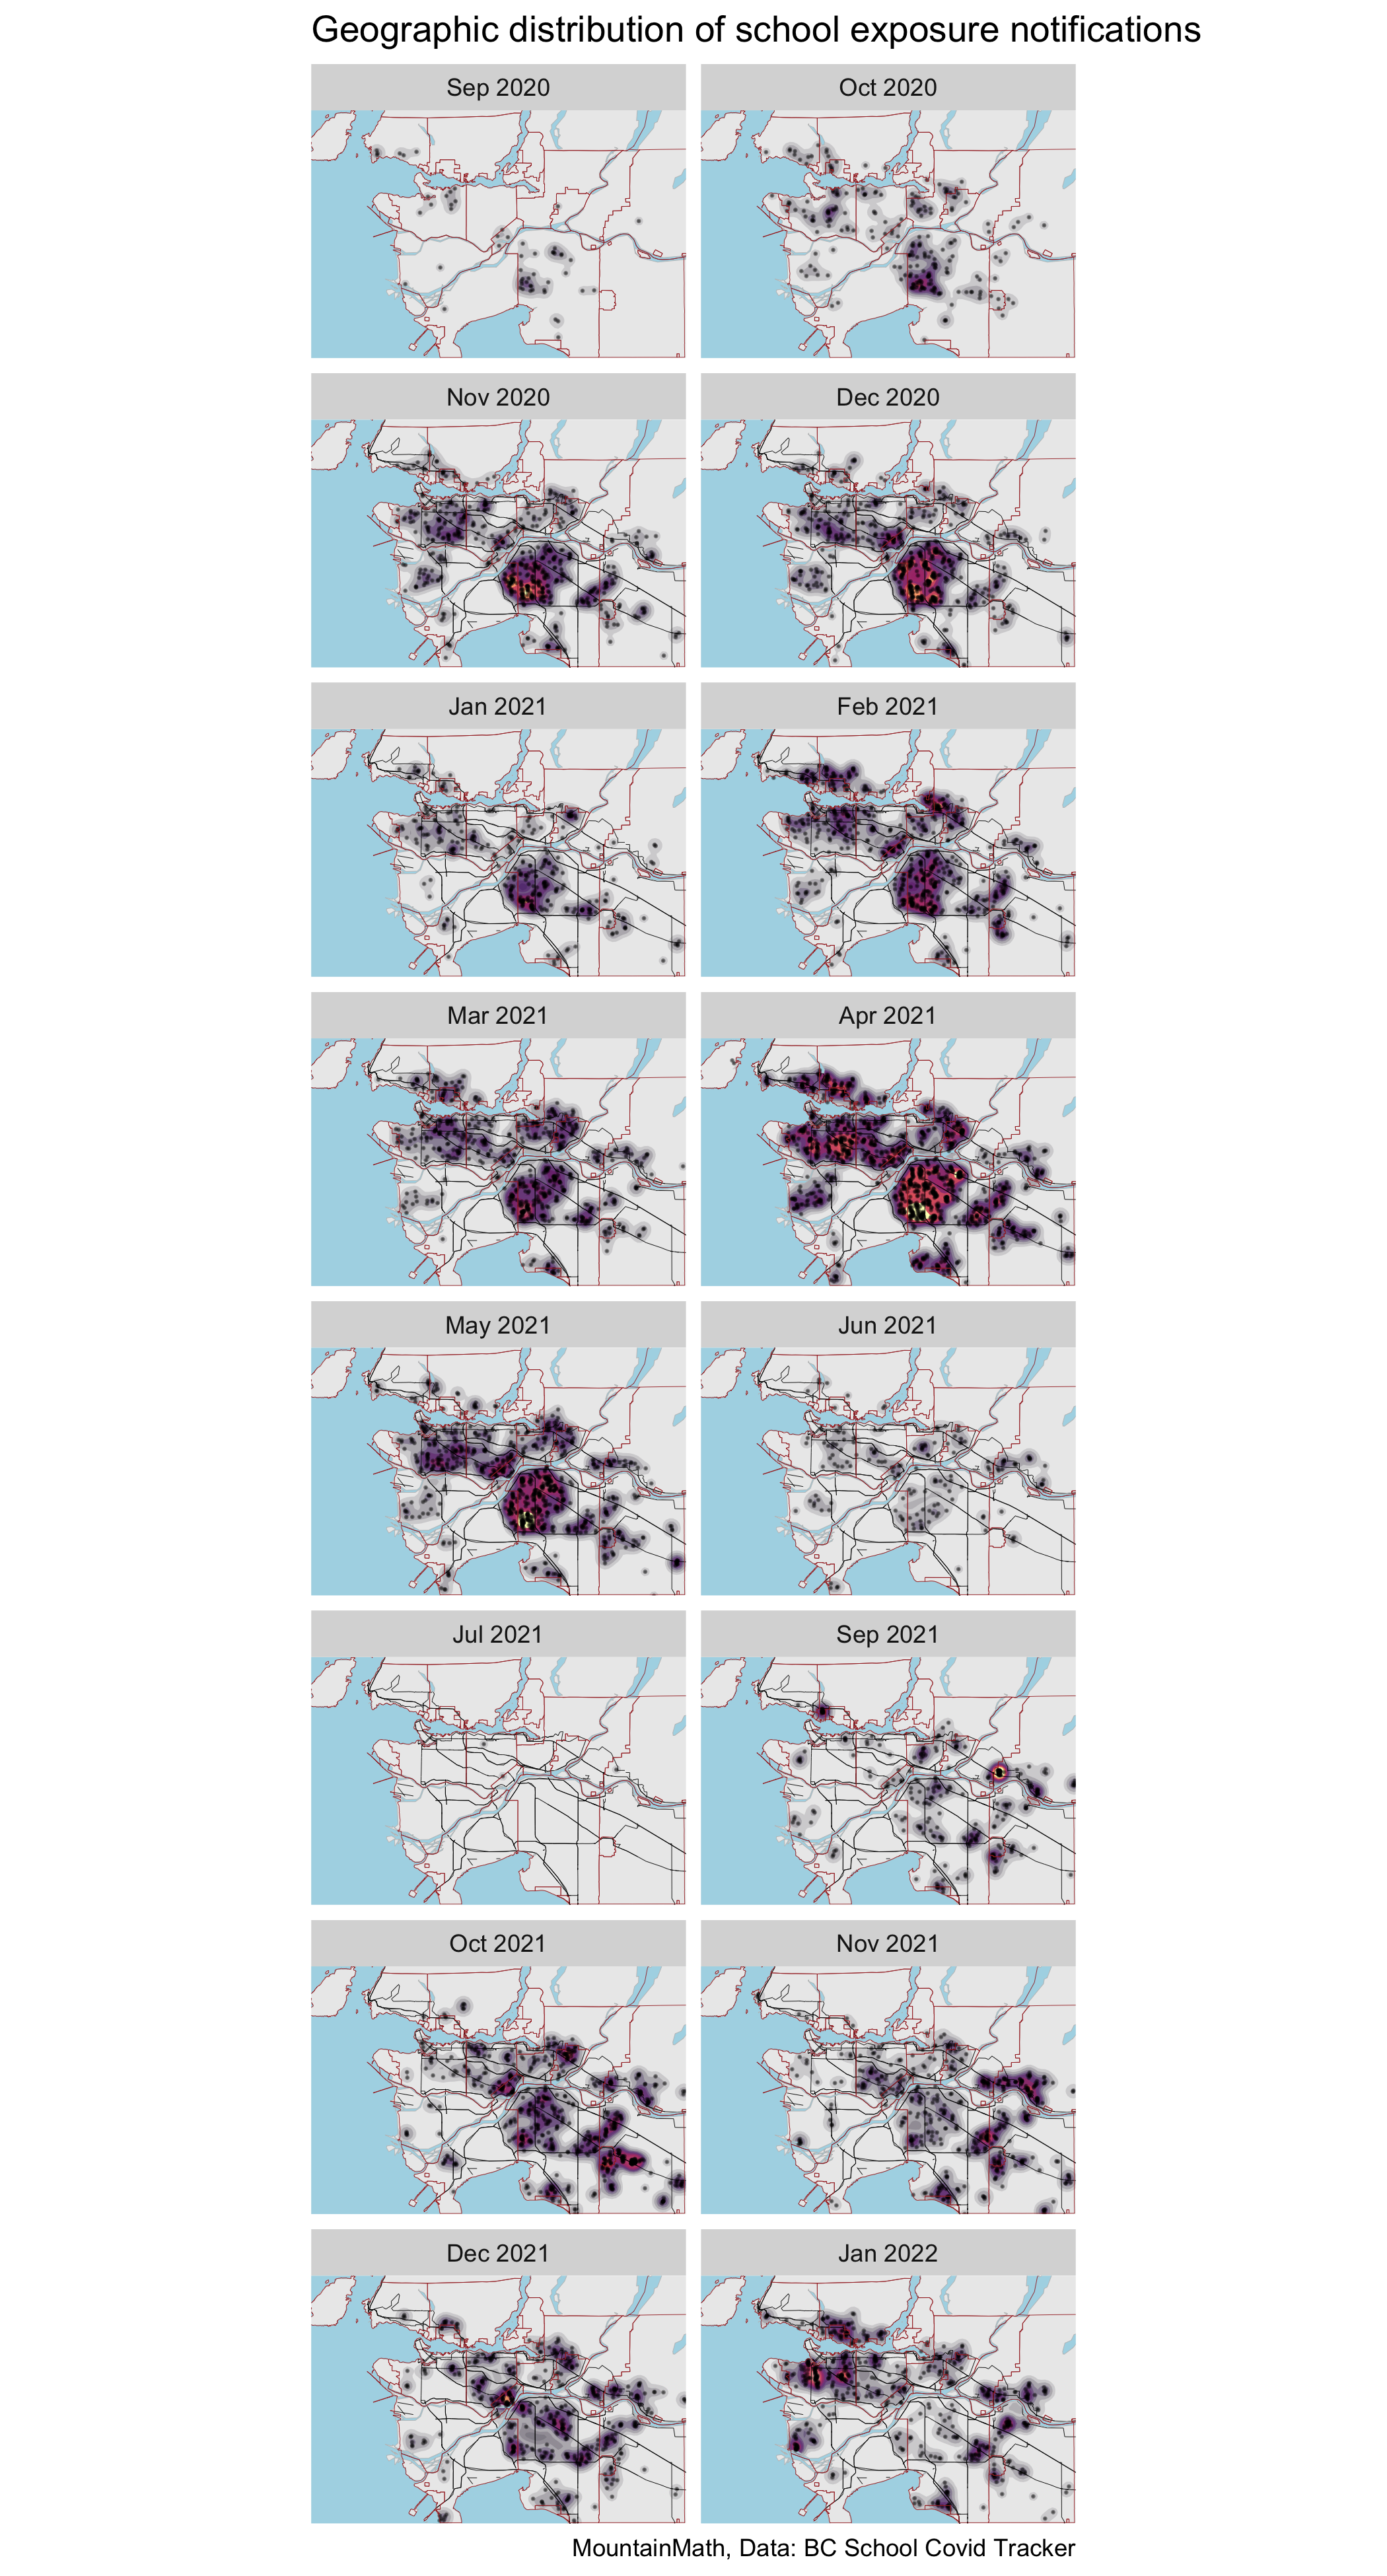 Geographic distribution of school exposure notifications
Sep 2020
Oct 2020
Nov 2020
Dec 2020
Jan 2021
Feb 2021
Mar 2021
Apr 2021
May 2021
Jun 2021
Jul 2021
Sep 2021
Oct 2021
Nov 2021
Dec 2021
Jan 2022
MountainMath, Data: BC School Covid Tracker